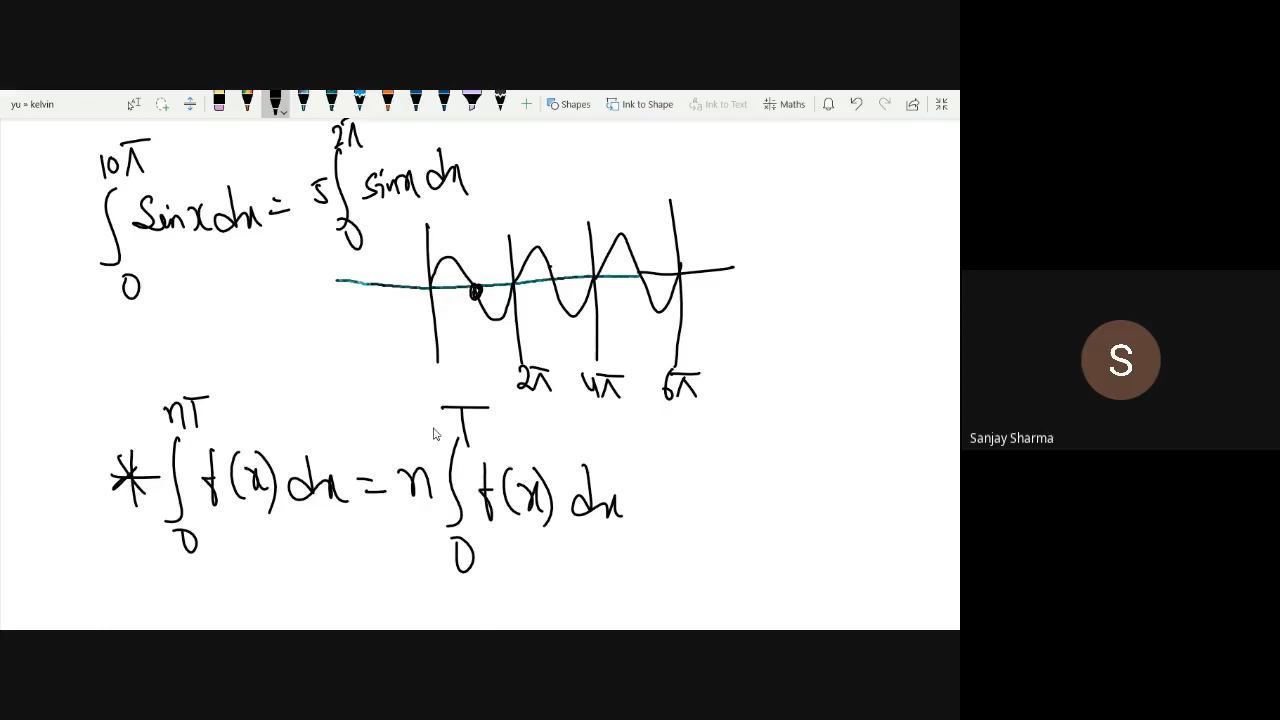 yu » kelvin
Shapes
Ink to Shape
Ink to Text
Maths
∫₀^{10π} sinx dx = 5 ∫₀^{2π} sinx dx
2π 4π 6π
* ∫₀^{nT} f(x) dx = n ∫₀^{T} f(x) dx
S
Sanjay Sharma